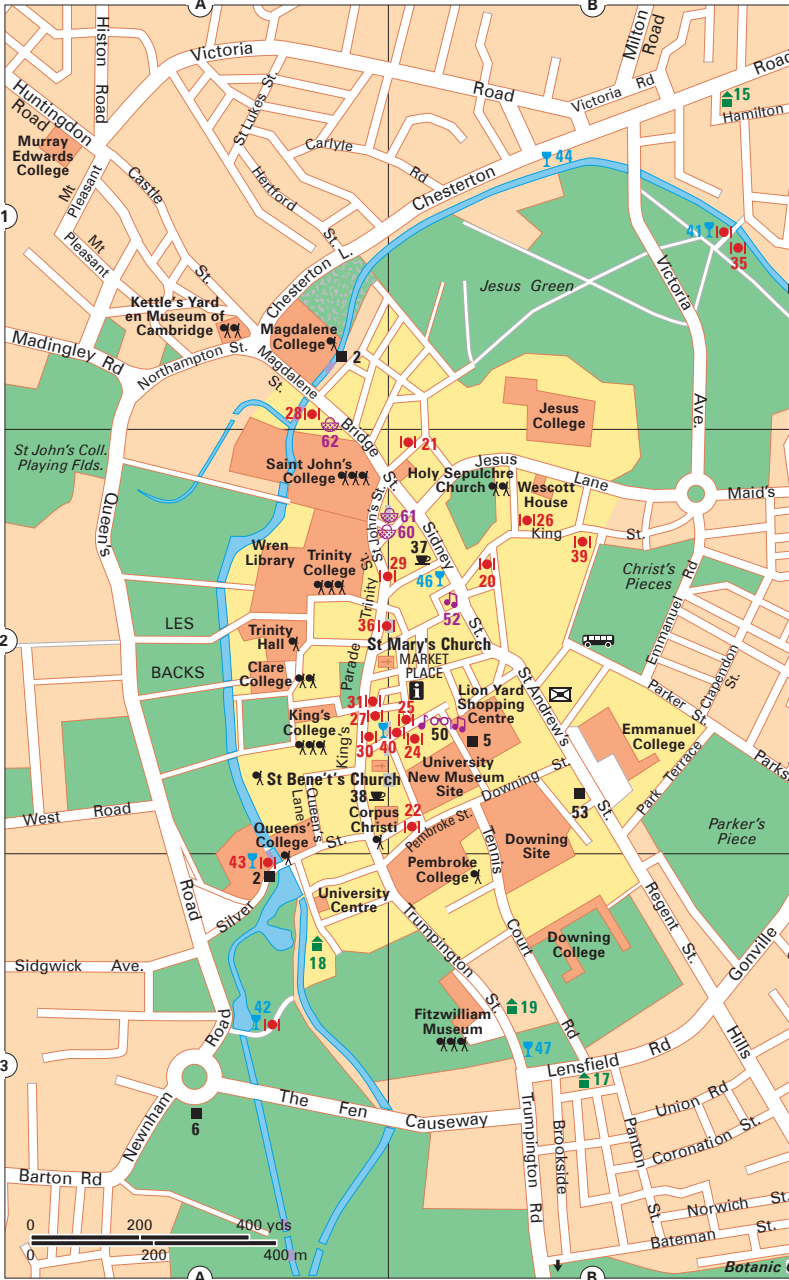 A
B
Histon Road
Victoria
Road
Milton Road
Victoria Rd
Road
15
Hamilton
Huntingdon Road
St Lukes St.
Murray
Edwards
College
Carlyle
Rd
44
Castle
St.
Mt
Pleasant
Hertford
St.
Chesterton
1
Mt
Pleasant
41
35
Chesterton L.
Jesus Green
Victoria
Ave.
Kettle's Yard
en Museum of
Cambridge
Magdalene
College
2
Madingley Rd
Northampton St.
Magdalene
St.
28
62
Bridge
St.
21
Jesus
College
St John's Coll.
Playing Flds.
Saint John's
College
Holy Sepulchre
Church
Jesus
Lane
Wescott
House
Maid's
Queen's
St John's St.
61
60
Sidney
St.
26
King
St.
39
37
Wren
Library
Trinity
College
29
46
20
Christ's
Pieces
Trinity St.
52
Emmanuel
Rd
LES
BACKS
2
Trinity
Hall
36
St Mary's Church
MARKET
PLACE
Clare
College
Parade
i
St Andrew's
St.
Parker St.
Clapendon
St.
31
27
25
Lion Yard
Shopping
Centre
King's
College
King's
30
40
24
50
5
Emmanuel
College
St Bene't's Church
University
New Museum
Site
Parks
38
Queen's
Lane
Corpus
Christi
22
Downing
St.
53
Park Terrace
West Road
Pembroke St.
Parker's
Piece
Queens'
College
St.
Tennis
Court
Rd
Downing
Site
43
2
Pembroke
College
Road
Silver
University
Centre
Trumpington
St.
Regent St.
Gonville
18
Downing
College
Sidgwick Ave.
42
19
Fitzwilliam
Museum
Hills
Road
47
Lensfield
Rd
3
17
The Fen Causeway
Newnham
6
Union Rd
Trumpington Rd
Brookside
Panton
St.
Coronation St.
Barton Rd
Norwich St.
Bateman St.
0 200 400 yds
0 200 400 m
Botanic
A
B